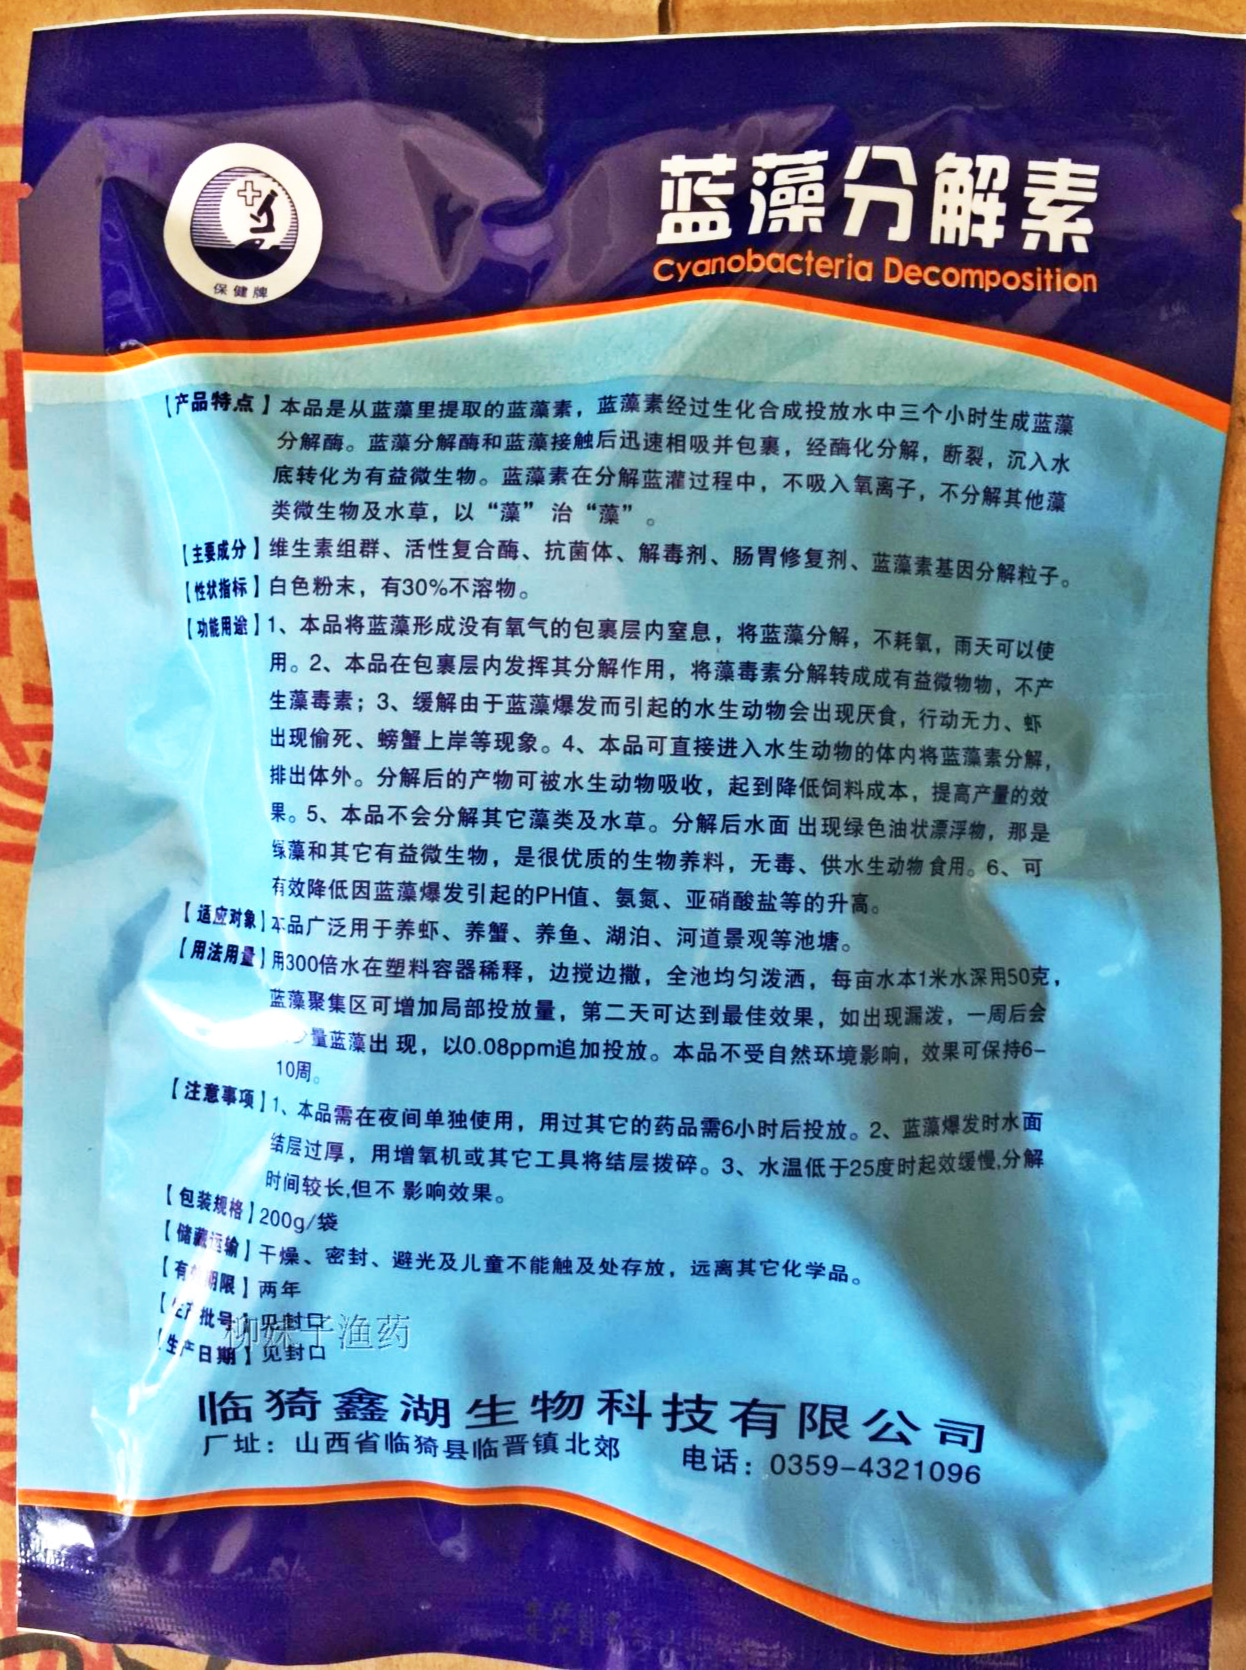 蓝藻分解素
Cyanobacteria Decomposition
保健牌
【产品特点】本品是从蓝藻里提取的蓝藻素，蓝藻素经过生化合成投放水中三个小时生成蓝藻
分解酶。蓝藻分解酶和蓝藻接触后迅速相吸并包裹，经酶化分解，断裂，沉入水
底转化为有益微生物。蓝藻素在分解蓝灌过程中，不吸入氧离子，不分解其他藻
类微生物及水草，以“藻”治“藻”。
【主要成分】维生素组群、活性复合酶、抗菌体、解毒剂、肠胃修复剂、蓝藻素基因分解粒子。
【性状指标】白色粉末，有30%不溶物。
【功能用途】1、本品将蓝藻形成没有氧气的包裹层内窒息，将蓝藻分解，不耗氧，雨天可以使
用。2、本品在包裹层内发挥其分解作用，将藻毒素分解转成成有益微物物，不产
生藻毒素；3、缓解由于蓝藻爆发而引起的水生动物会出现厌食，行动无力、虾
出现偷死、螃蟹上岸等现象。4、本品可直接进入水生动物的体内将蓝藻素分解，
排出体外。分解后的产物可被水生动物吸收，起到降低饲料成本，提高产量的效
果。5、本品不会分解其它藻类及水草。分解后水面 出现绿色油状漂浮物，那是
绿藻和其它有益微生物，是很优质的生物养料，无毒、供水生动物 食用。6、可
有效降低因蓝藻爆发引起的PH值、氨氮、亚硝酸盐等的升高。
【适应对象】本品广泛用于养虾、养蟹、养鱼、湖泊、河道景观等池塘。
【用法用量】用300倍水在塑料容器稀释，边搅边撒，全池均匀泼洒，每亩水本1米水深用50克，
蓝藻聚集区可增加局部投放量，第二天可达到最佳效果，如出现漏泼，一周后会
量蓝藻出 现，以0.08ppm追加投放。本品不受自然环境影响，效果可保持6-
10周。
【注意事项】1、本品需在夜间单独使用，用过其它的药品需6小时后投放。2、蓝藻爆发时水面
结层过厚，用增氧机或其它工具将结层拨碎。3、水温低于25度时起效缓慢,分解
时间较长,但不 影响效果。
【包装规格】200g/袋
【储藏运输】干燥、密封、避光及儿童不能触及处存放，远离其它化学品。
【有效期限】两年
【生产批号】见封口
【生产日期】见封口
柳妹子渔药
临猗鑫湖生物科技有限公司
厂址：山西省临猗县临晋镇北郊 电话：0359-4321096